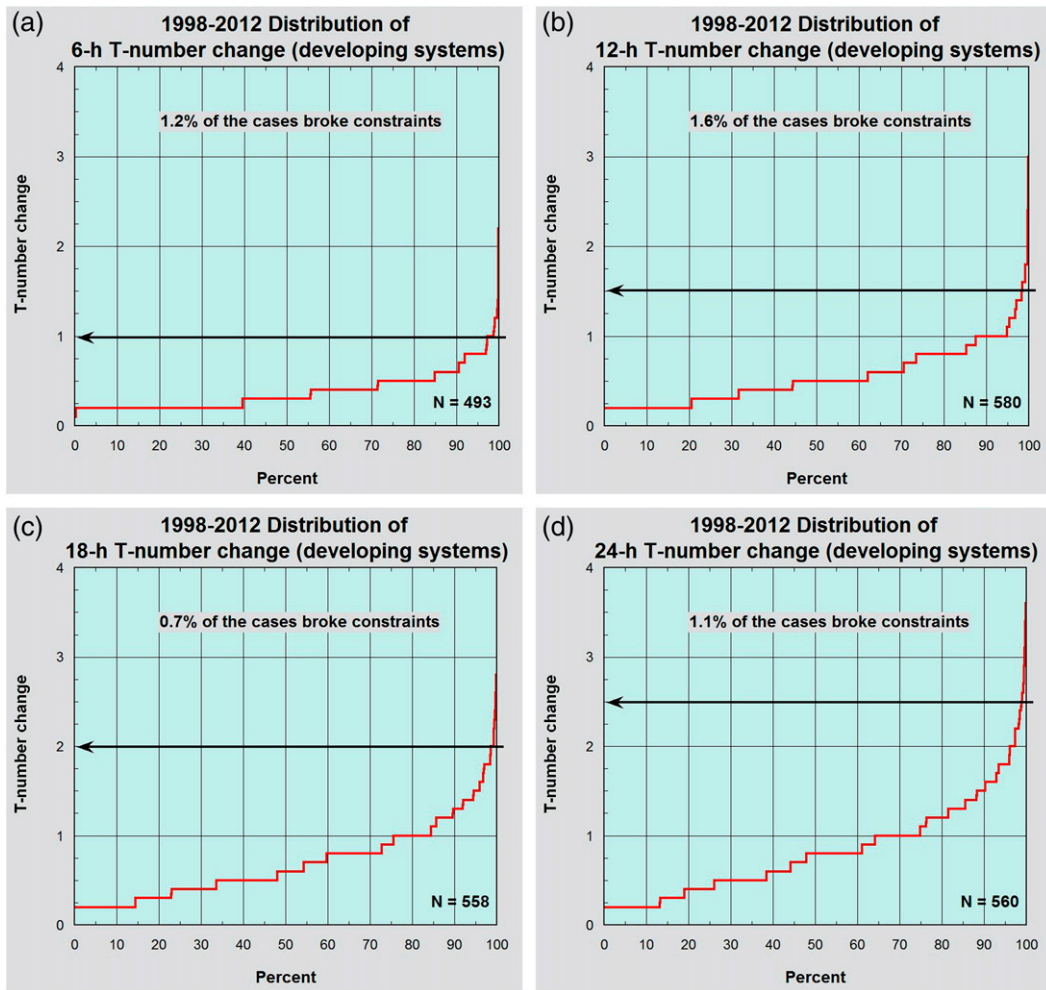 (a)
1998-2012 Distribution of
6-h T-number change (developing systems)
4
3
2
1
0
T-number change
1.2% of the cases broke constraints
N = 493
0 10 20 30 40 50 60 70 80 90 100
Percent
(b)
1998-2012 Distribution of
12-h T-number change (developing systems)
4
3
2
1
0
T-number change
1.6% of the cases broke constraints
N = 580
0 10 20 30 40 50 60 70 80 90 100
Percent
(c)
1998-2012 Distribution of
18-h T-number change (developing systems)
4
3
2
1
0
T-number change
0.7% of the cases broke constraints
N = 558
0 10 20 30 40 50 60 70 80 90 100
Percent
(d)
1998-2012 Distribution of
24-h T-number change (developing systems)
4
3
2
1
0
T-number change
1.1% of the cases broke constraints
N = 560
0 10 20 30 40 50 60 70 80 90 100
Percent